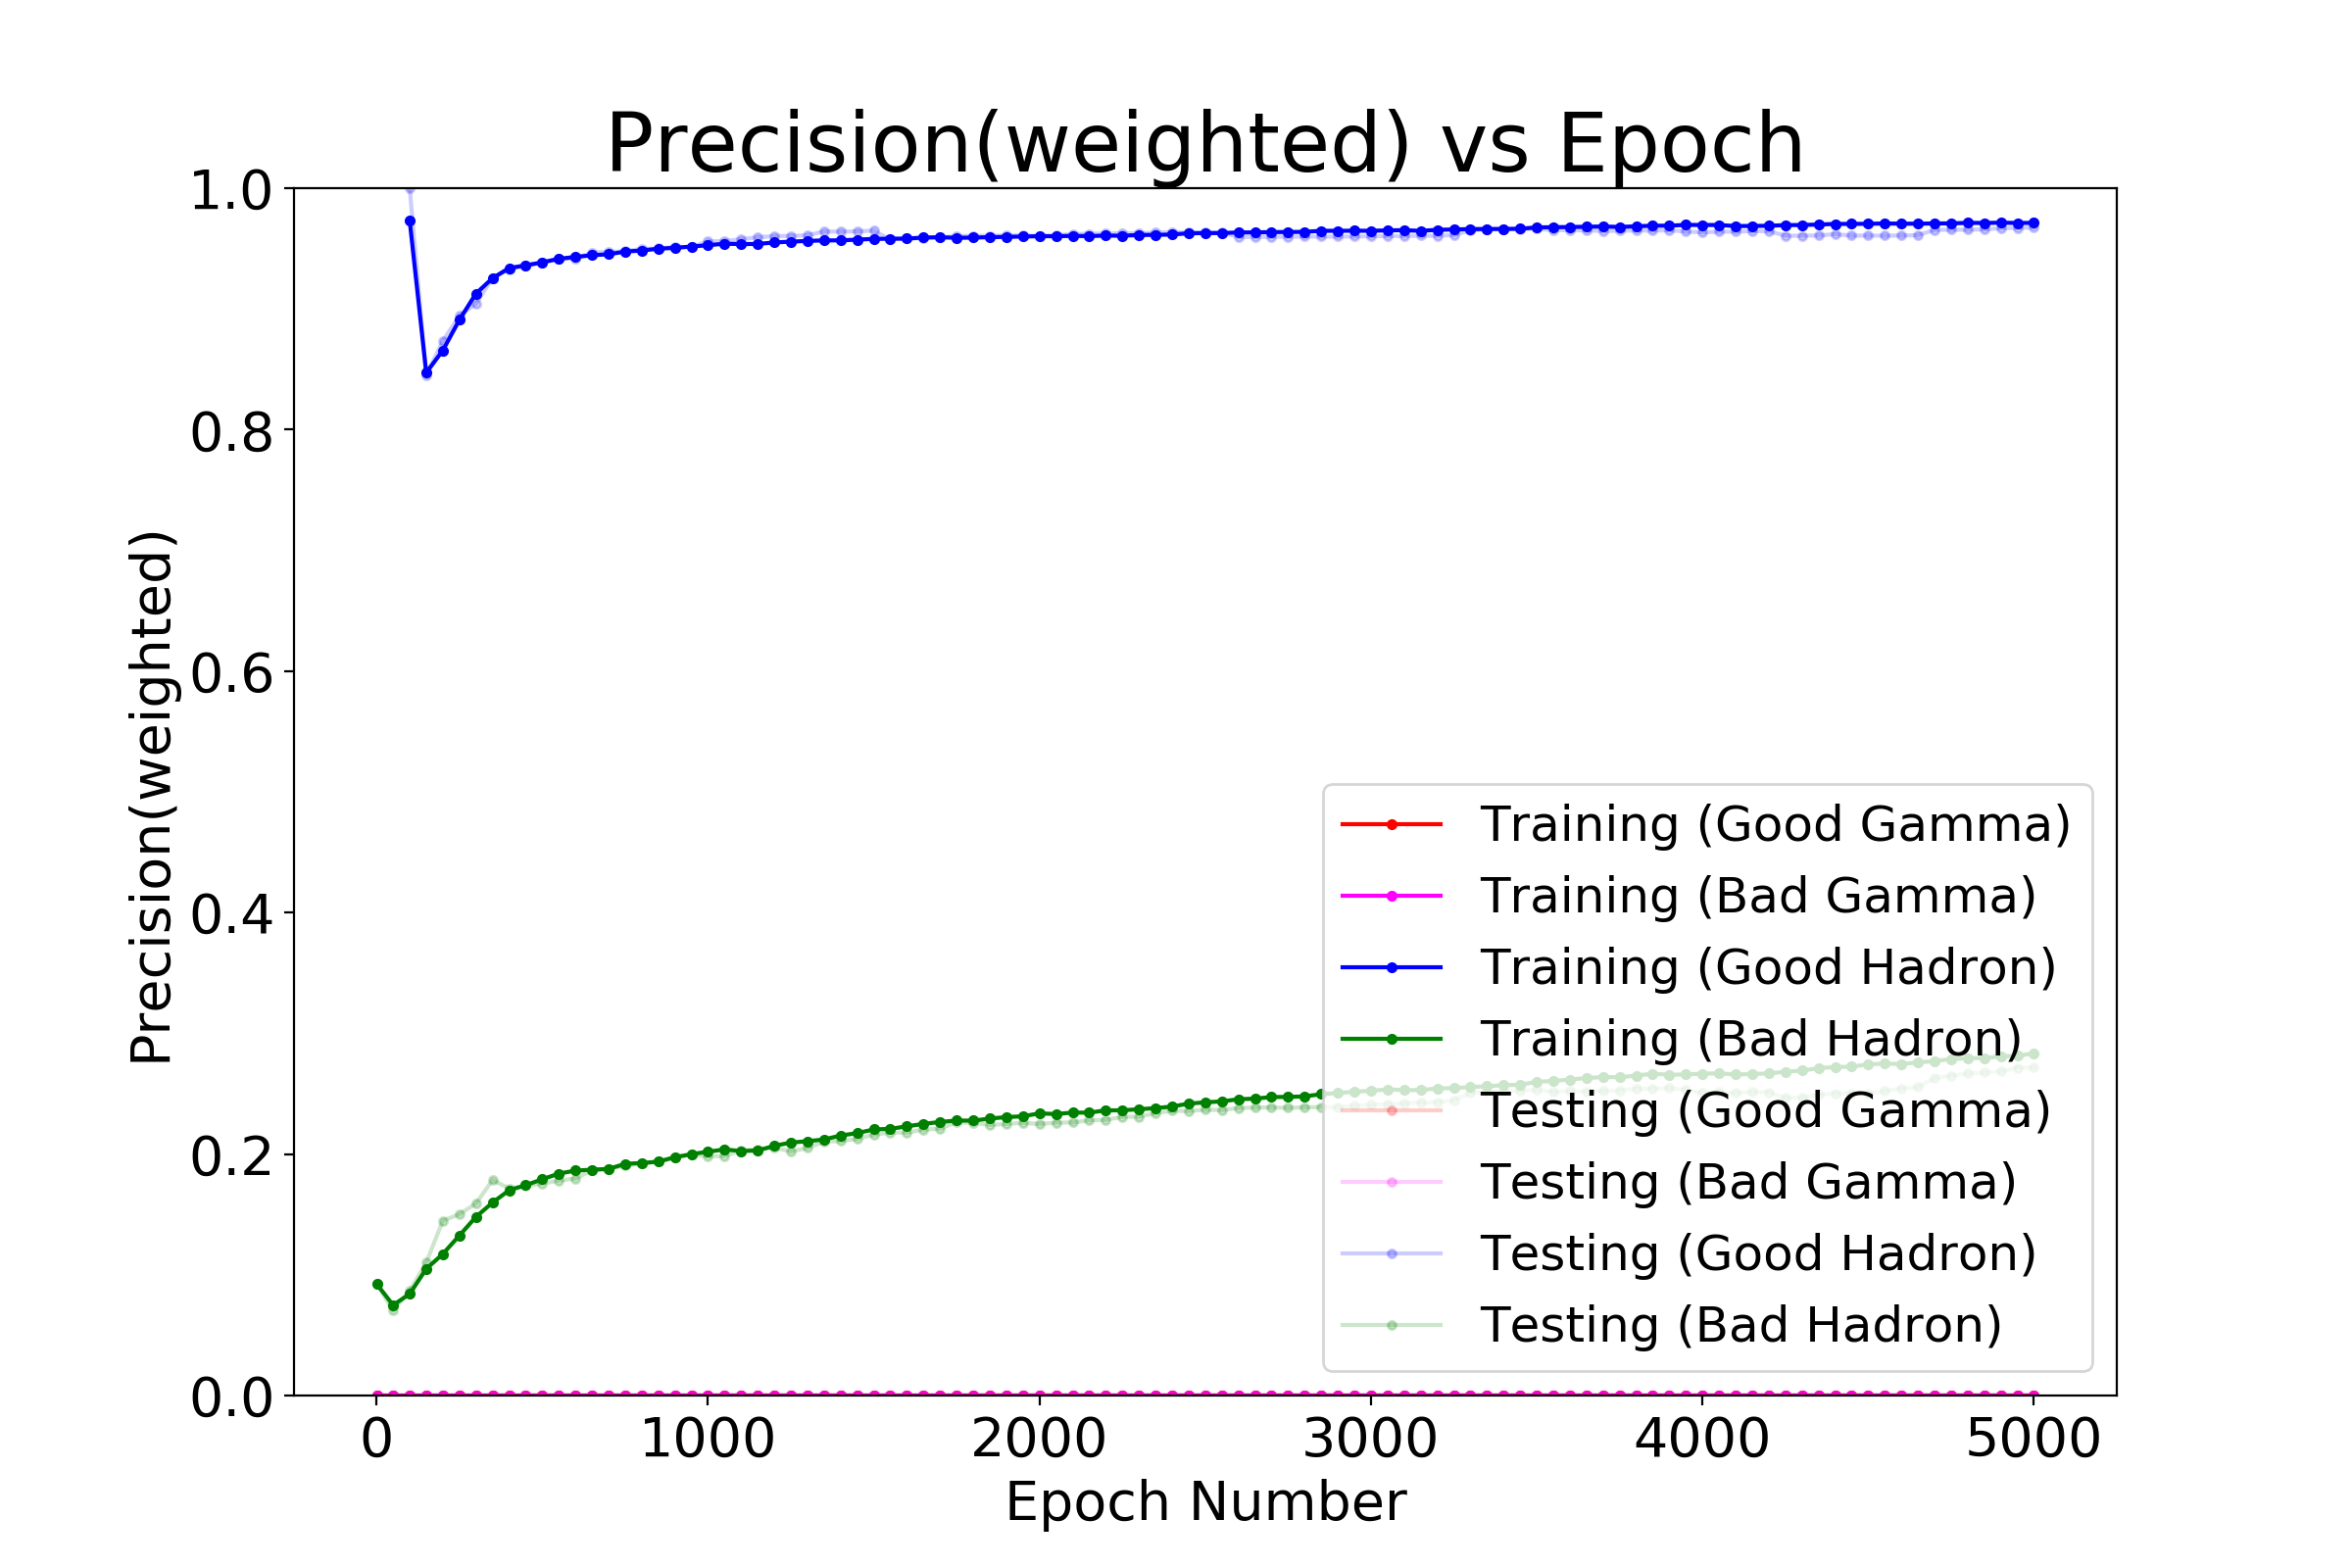 Precision(weighted) vs Epoch
1.0
0.8
0.6
0.4
0.2
0.0
Precision(weighted)
Training (Good Gamma)
Training (Bad Gamma)
Training (Good Hadron)
Training (Bad Hadron)
Testing (Good Gamma)
Testing (Bad Gamma)
Testing (Good Hadron)
Testing (Bad Hadron)
0 1000 2000 3000 4000 5000
Epoch Number